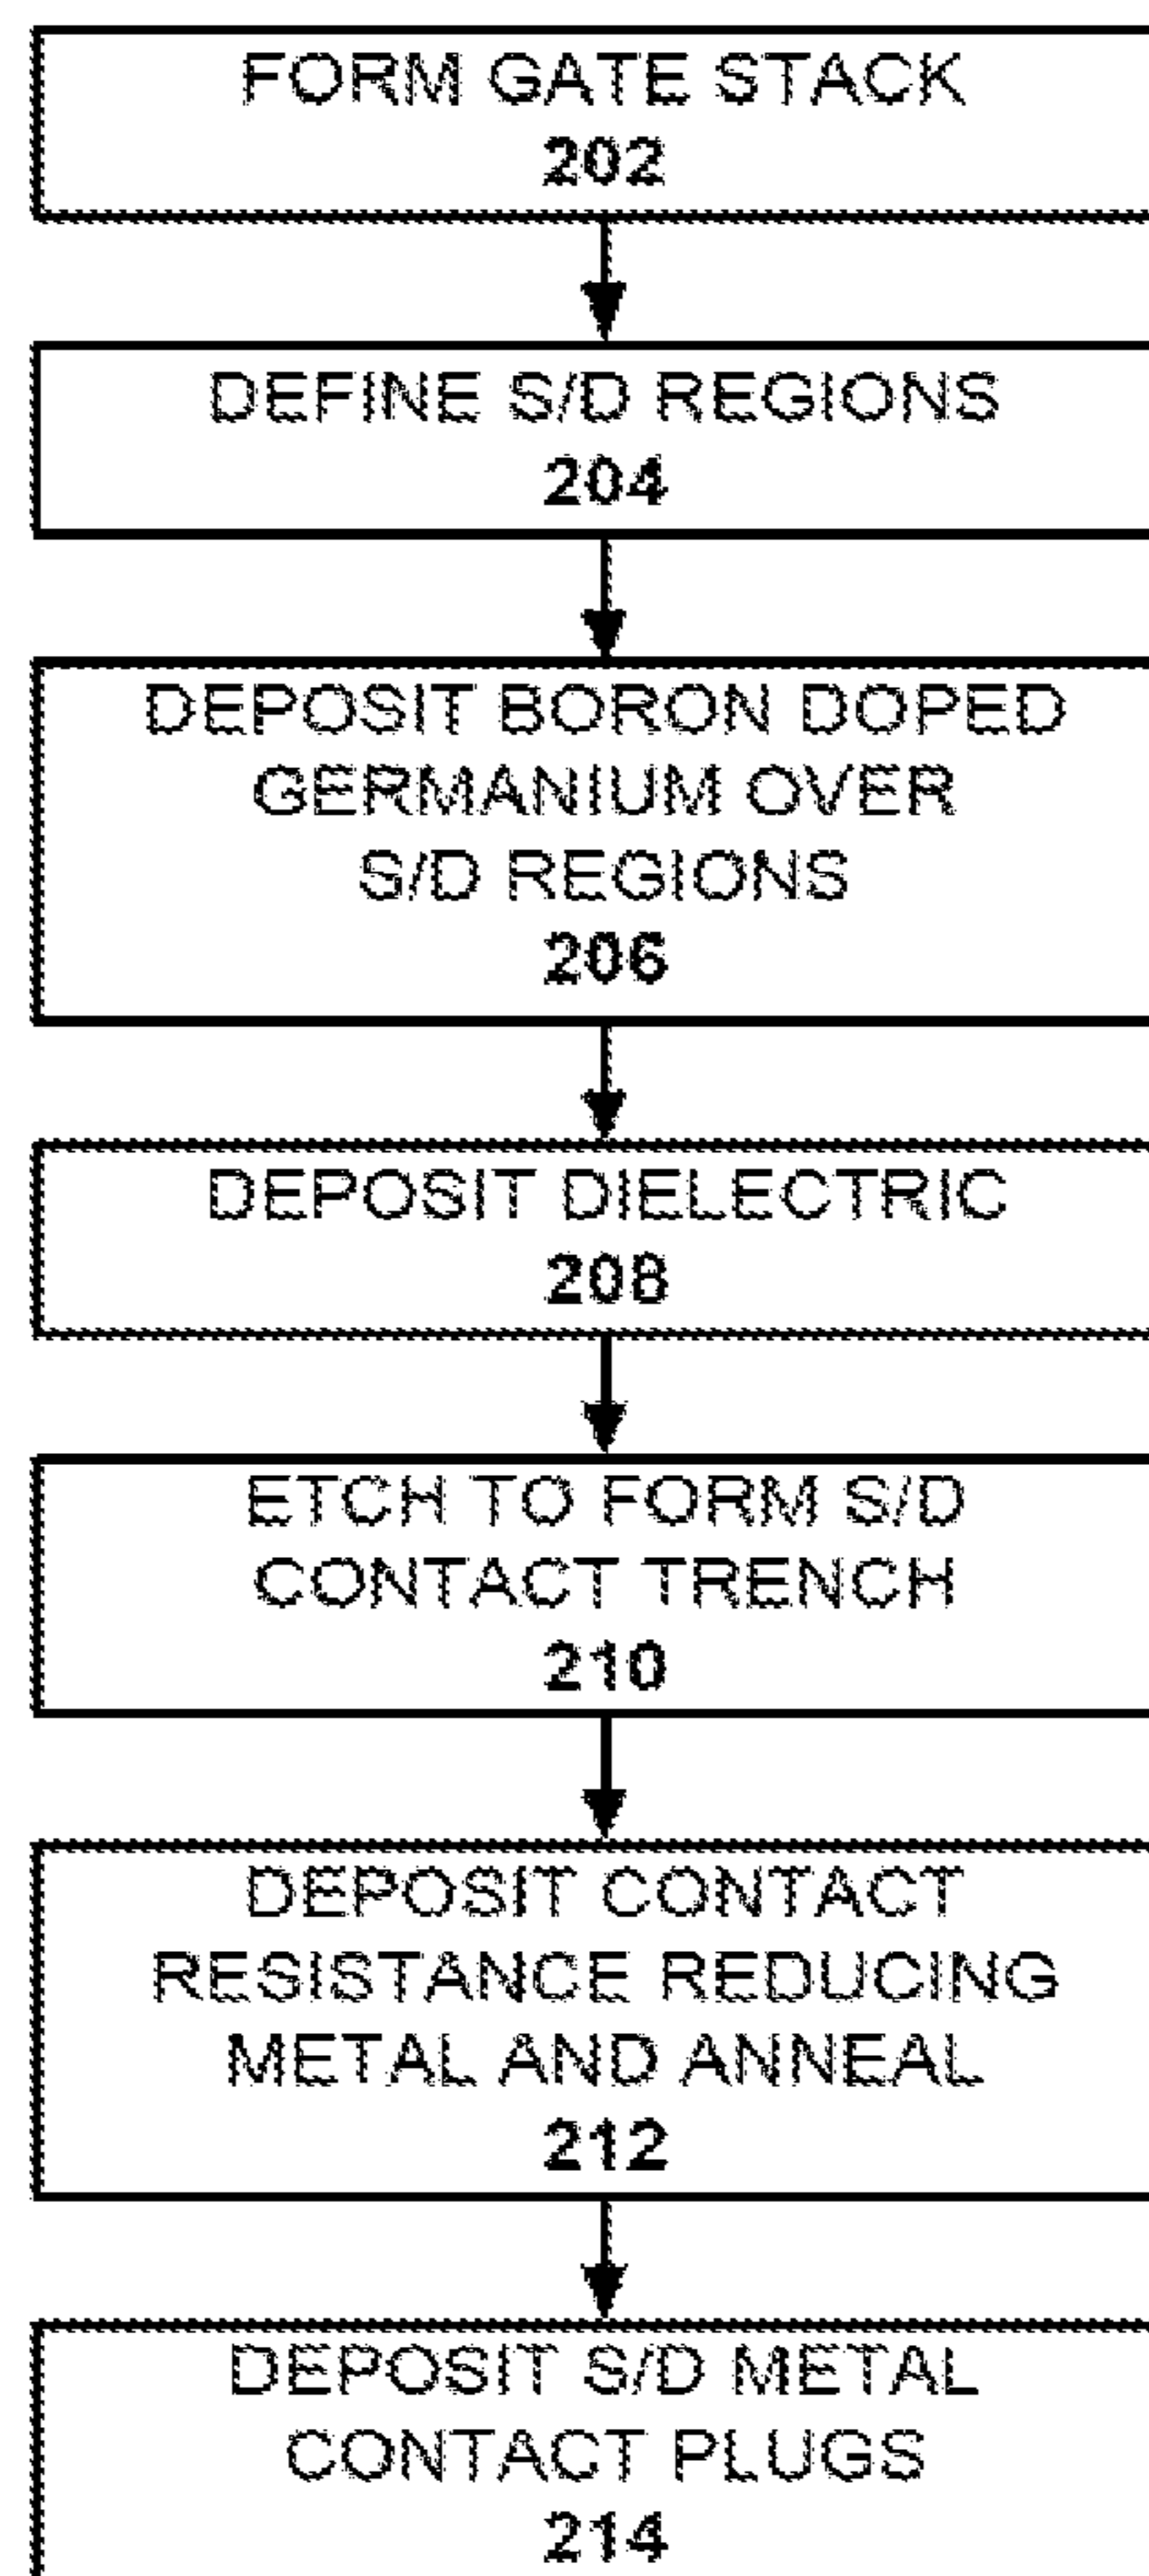 FORM GATE STACK
202
DEFINE S/D REGIONS
204
DEPOSIT BORON DOPED
GERMANIUM OVER
S/D REGIONS
206
DEPOSIT DIELECTRIC
208
ETCH TO FORM S/D
CONTACT TRENCH
210
DEPOSIT CONTACT
RESISTANCE REDUCING
METAL AND ANNEAL
212
DEPOSIT S/D METAL
CONTACT PLUGS
214